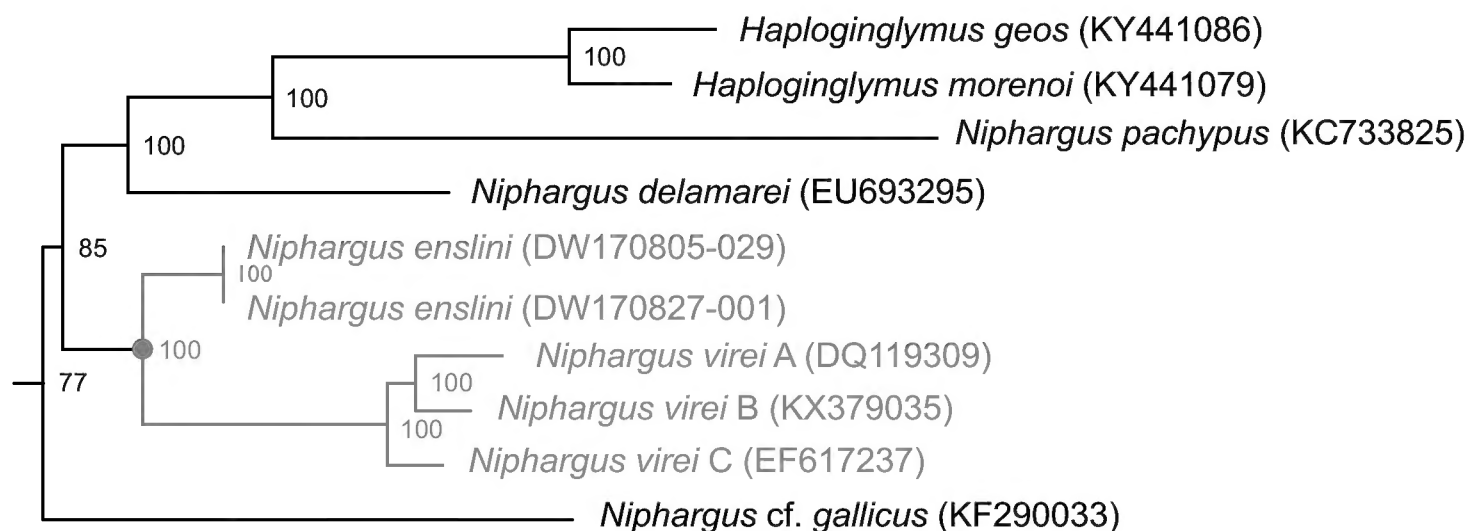 Haploginglymus geos (KY441086)
100
Haploginglymus morenoi (KY441079)
100
Niphargus pachypus (KC733825)
100
Niphargus delamarei (EU693295)
85
Niphargus enslini (DW170805-029)
100
Niphargus enslini (DW170827-001)
100
Niphargus virei A (DQ119309)
77
100
Niphargus virei B (KX379035)
100
Niphargus virei C (EF617237)
Niphargus cf. gallicus (KF290033)